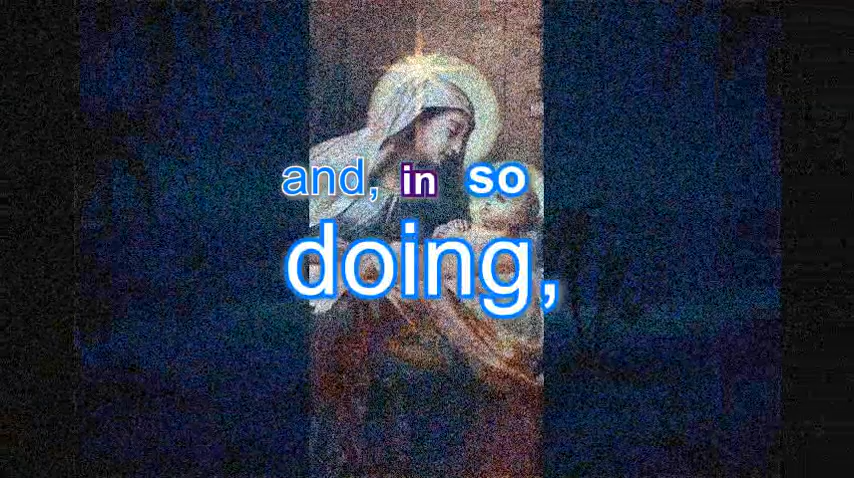 and, in so
doing,